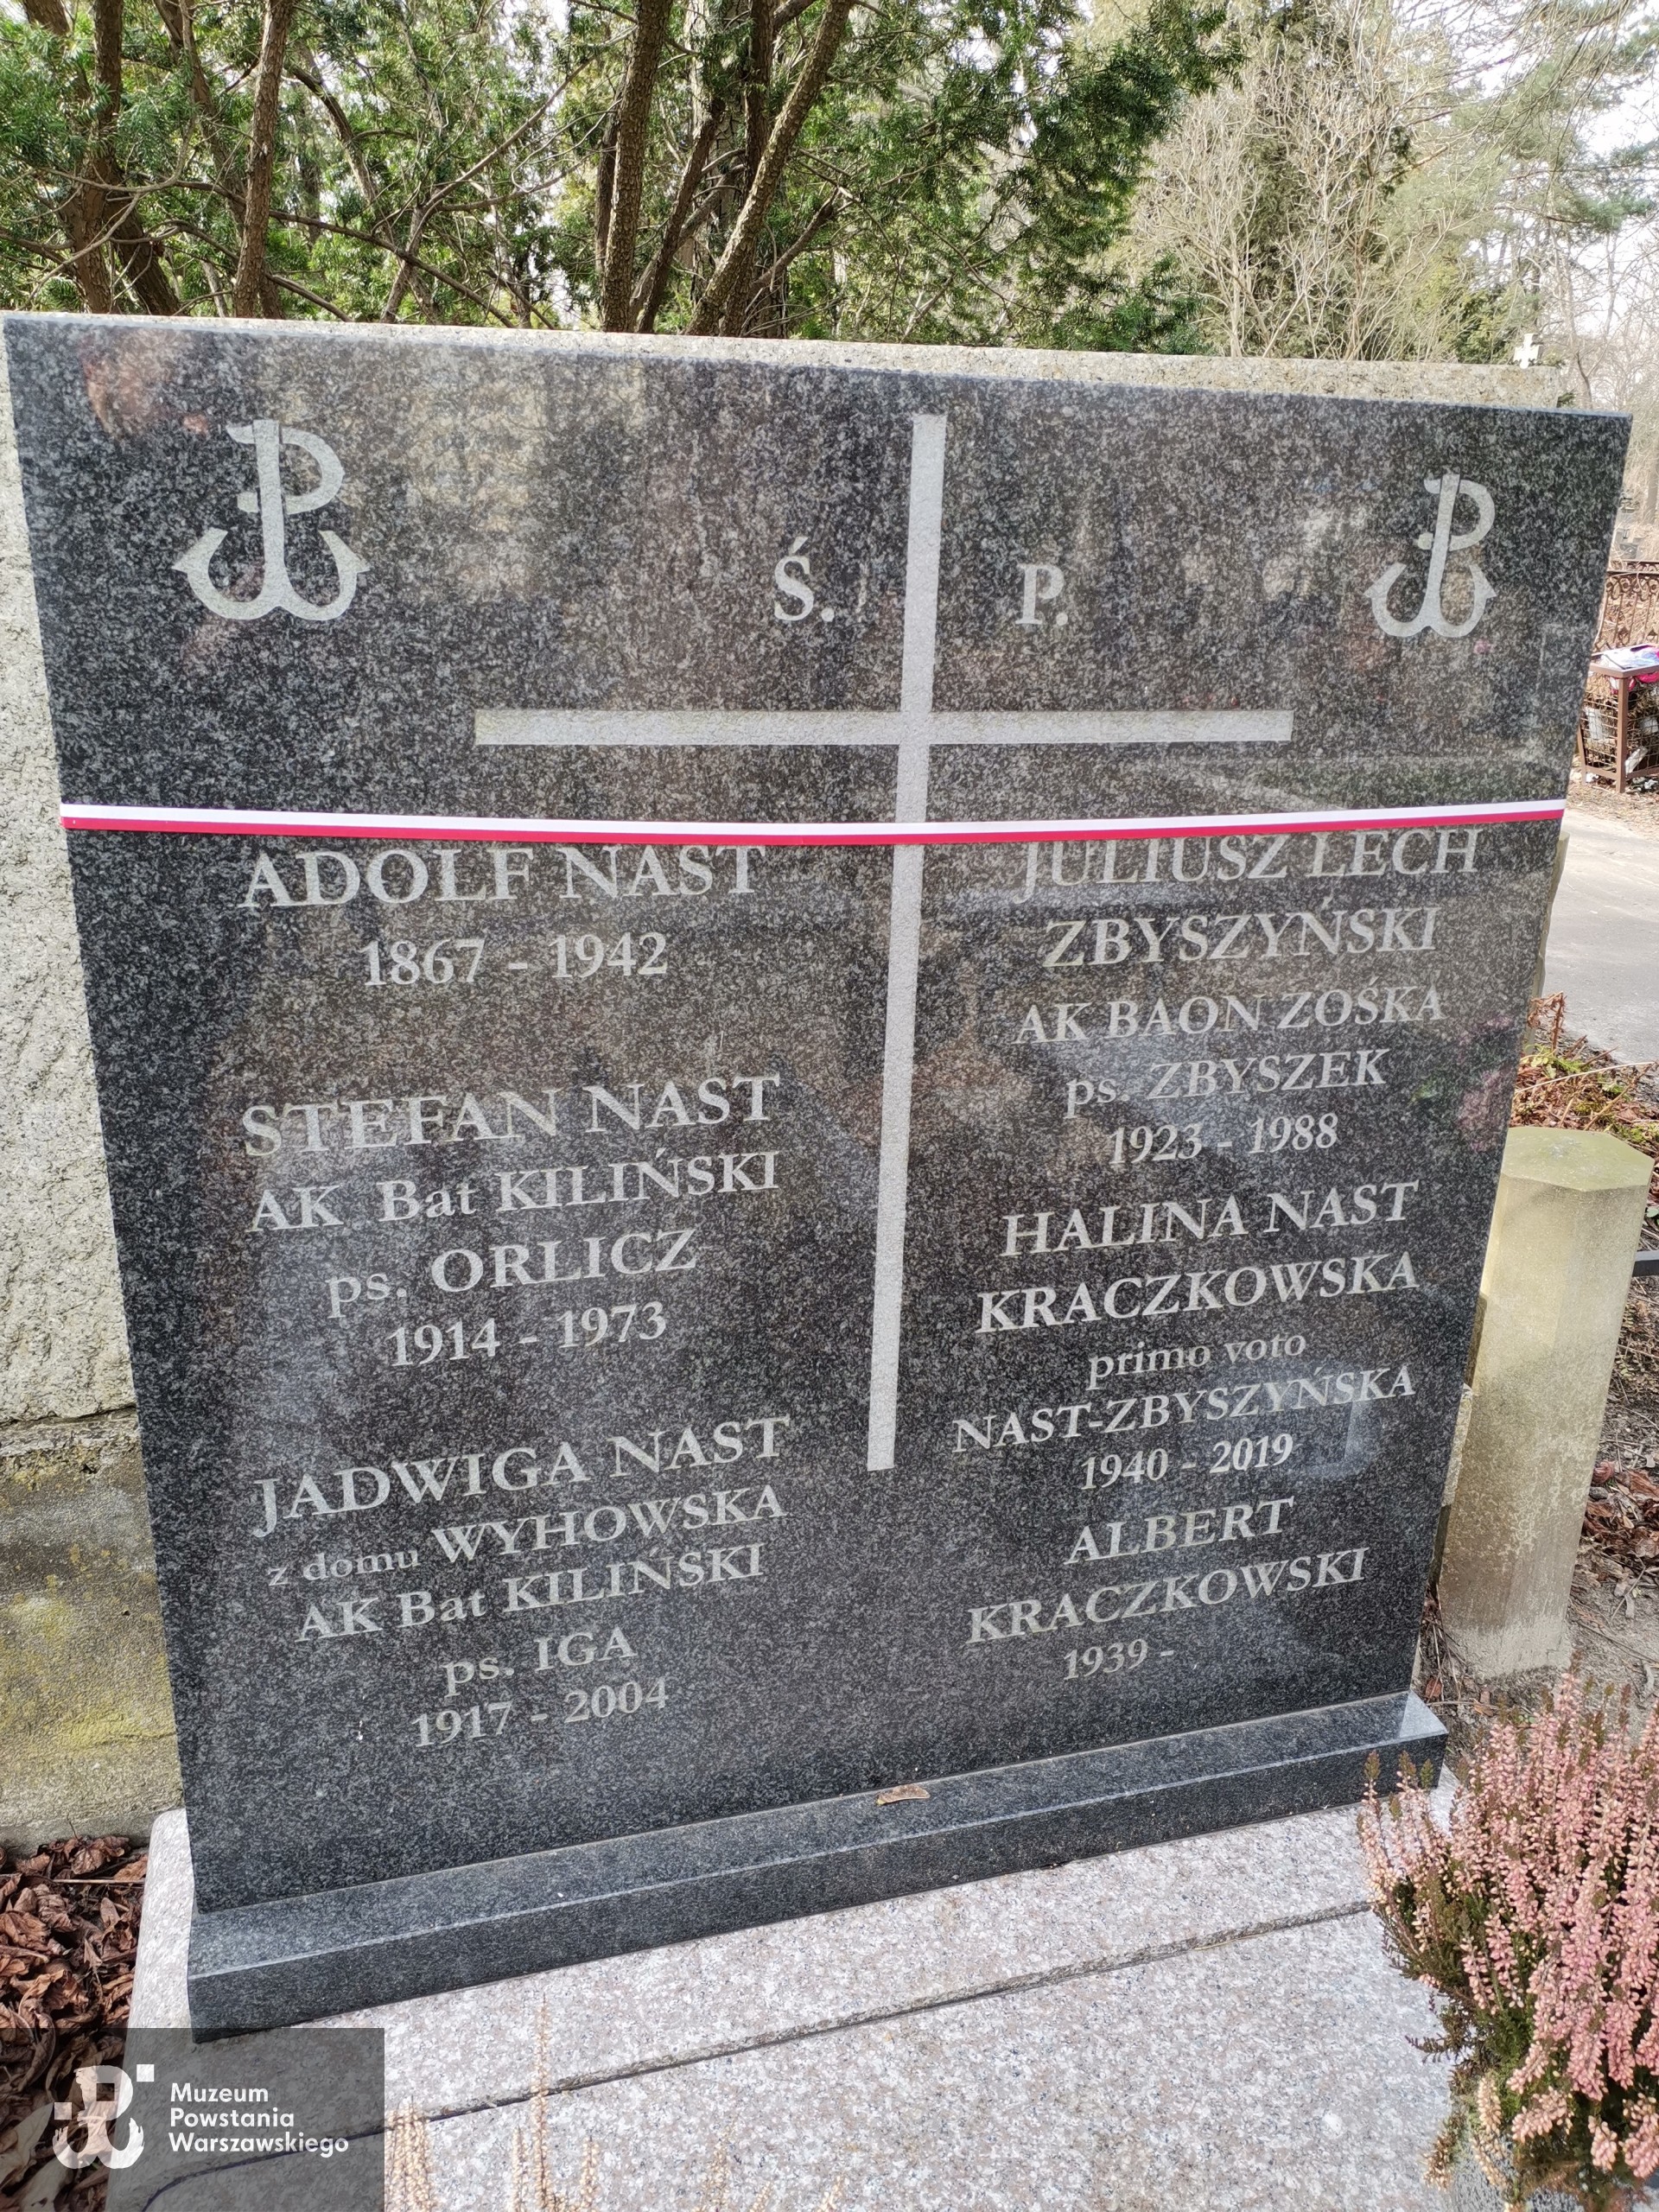 Ś. P.
ADOLF NAST
1867 - 1942
STEFAN NAST
AK Bat KILIŃSKI
ps. ORLICZ
1914 - 1973
JADWIGA NAST
z domu WYHOWSKA
AK Bat KILIŃSKI
ps. IGA
1917 - 2004
JULIUSZ LECH
ZBYSZYŃSKI
AK BAON ZOŚKA
ps. ZBYSZEK
1923 - 1988
HALINA NAST
KRACZKOWSKA
primo voto
NAST-ZBYSZYŃSKA
1940 - 2019
ALBERT
KRACZKOWSKI
1939 -
Muzeum
Powstania
Warszawskiego